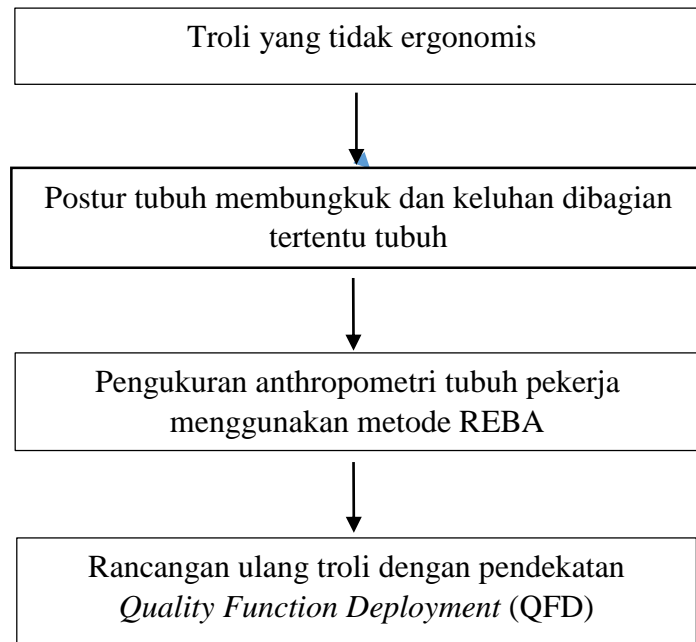 Troli yang tidak ergonomis
Postur tubuh membungkuk dan keluhan dibagian
tertentu tubuh
Pengukuran anthropometri tubuh pekerja
menggunakan metode REBA
Rancangan ulang troli dengan pendekatan
Quality Function Deployment (QFD)